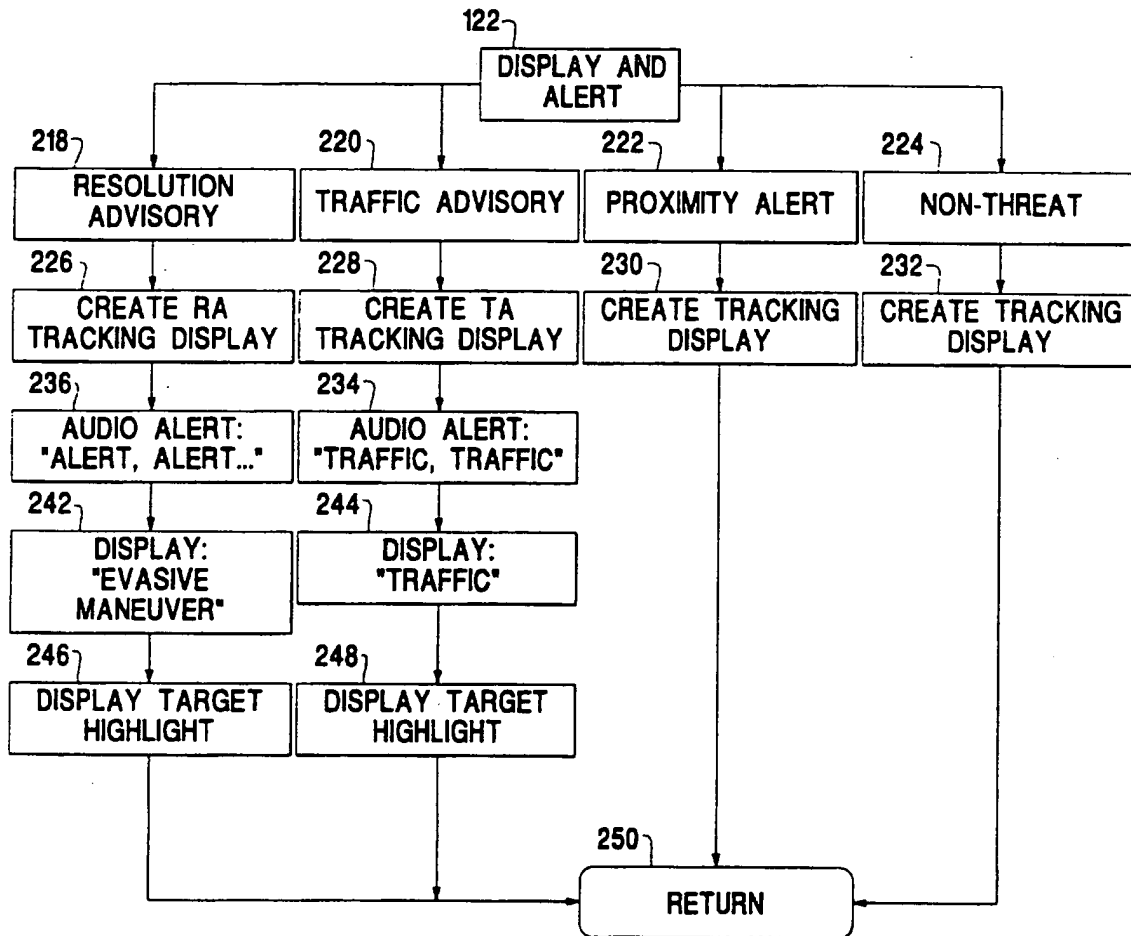 122
DISPLAY AND
ALERT
218
220
222
224
RESOLUTION
ADVISORY
TRAFFIC ADVISORY
PROXIMITY ALERT
NON-THREAT
226
228
230
232
CREATE RA
TRACKING DISPLAY
CREATE TA
TRACKING DISPLAY
CREATE TRACKING
DISPLAY
CREATE TRACKING
DISPLAY
236
234
AUDIO ALERT:
"ALERT, ALERT..."
AUDIO ALERT:
"TRAFFIC, TRAFFIC"
242
244
DISPLAY:
"EVASIVE
MANEUVER"
DISPLAY:
"TRAFFIC"
246
248
DISPLAY TARGET
HIGHLIGHT
DISPLAY TARGET
HIGHLIGHT
250
RETURN